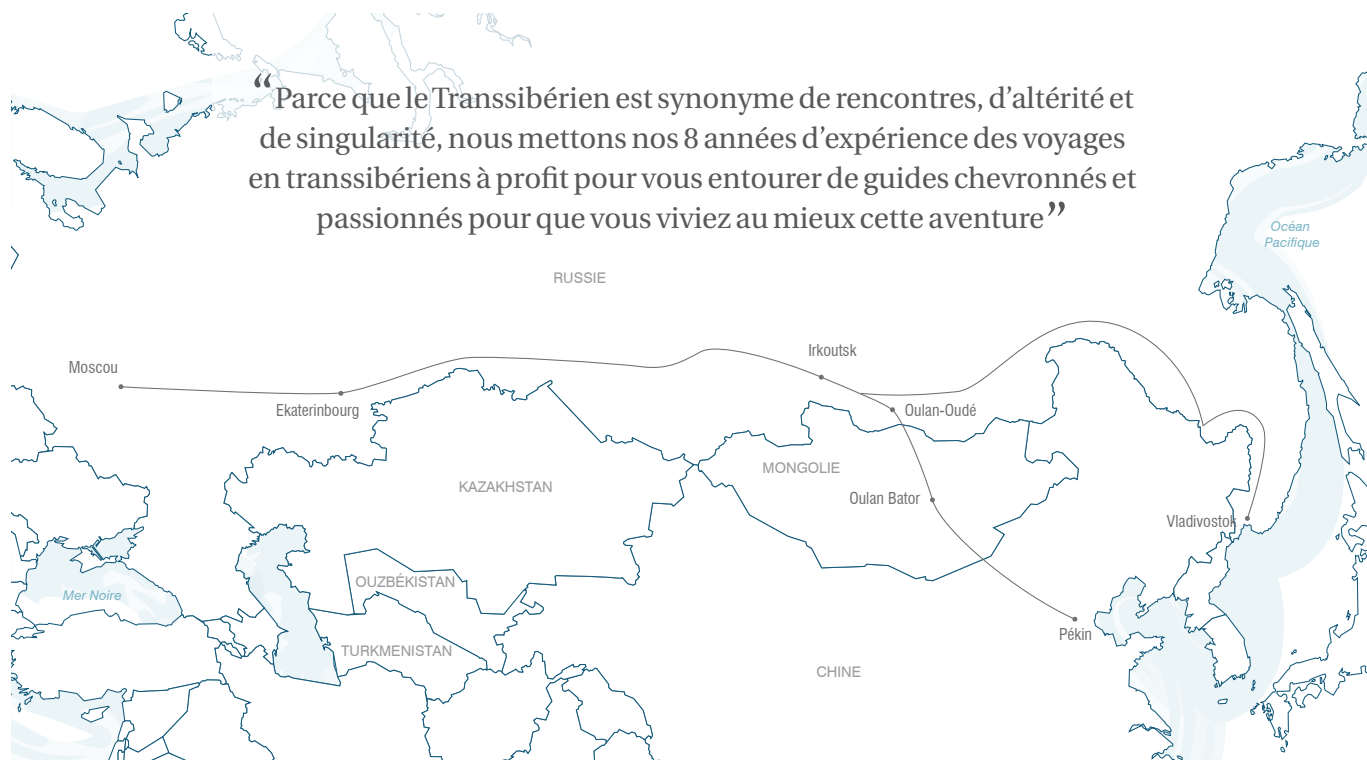 “Parce que le Transsibérien est synonyme de rencontres, d’altérité et
de singularité, nous mettons nos 8 années d’expérience des voyages
en transsibériens à profit pour vous entourer de guides chevronnés et
passionnés pour que vous viviez au mieux cette aventure”
Océan
Pacifique
RUSSIE
Irkoutsk
Moscou
Ekaterinbourg
Oulan-Oudé
MONGOLIE
KAZAKHSTAN
Oulan Bator
Vladivostok
OUZBÉKISTAN
Mer Noire
Pékin
TURKMENISTAN
CHINE